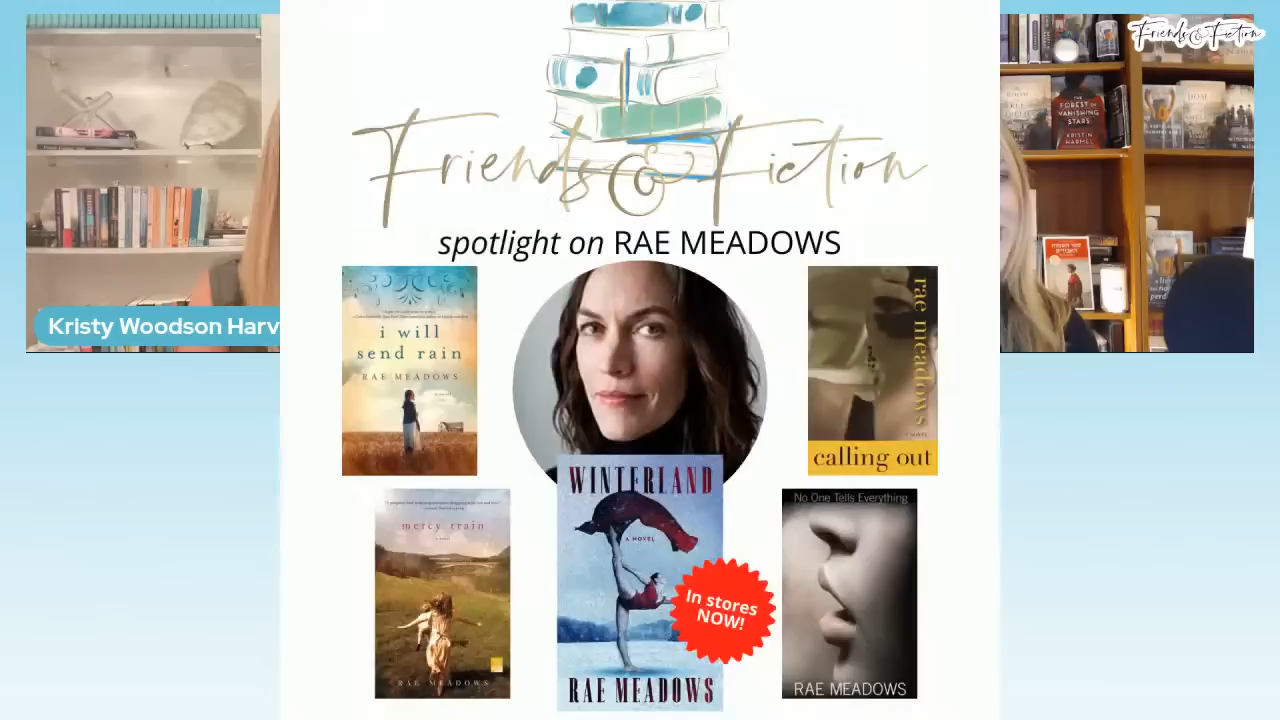 Friends & Fiction
Friends & Fiction
spotlight on RAE MEADOWS
Kristy Woodson Harv
i will
send rain
RAE MEADOWS
rae meadows
calling out
mercy train
RAE MEADOWS
WINTERLAND
A NOVEL
RAE MEADOWS
In stores
NOW!
No One Tells Everything
RAE MEADOWS
THE
FOREST OF
VANISHING
STARS
KRISTIN
HARMEL